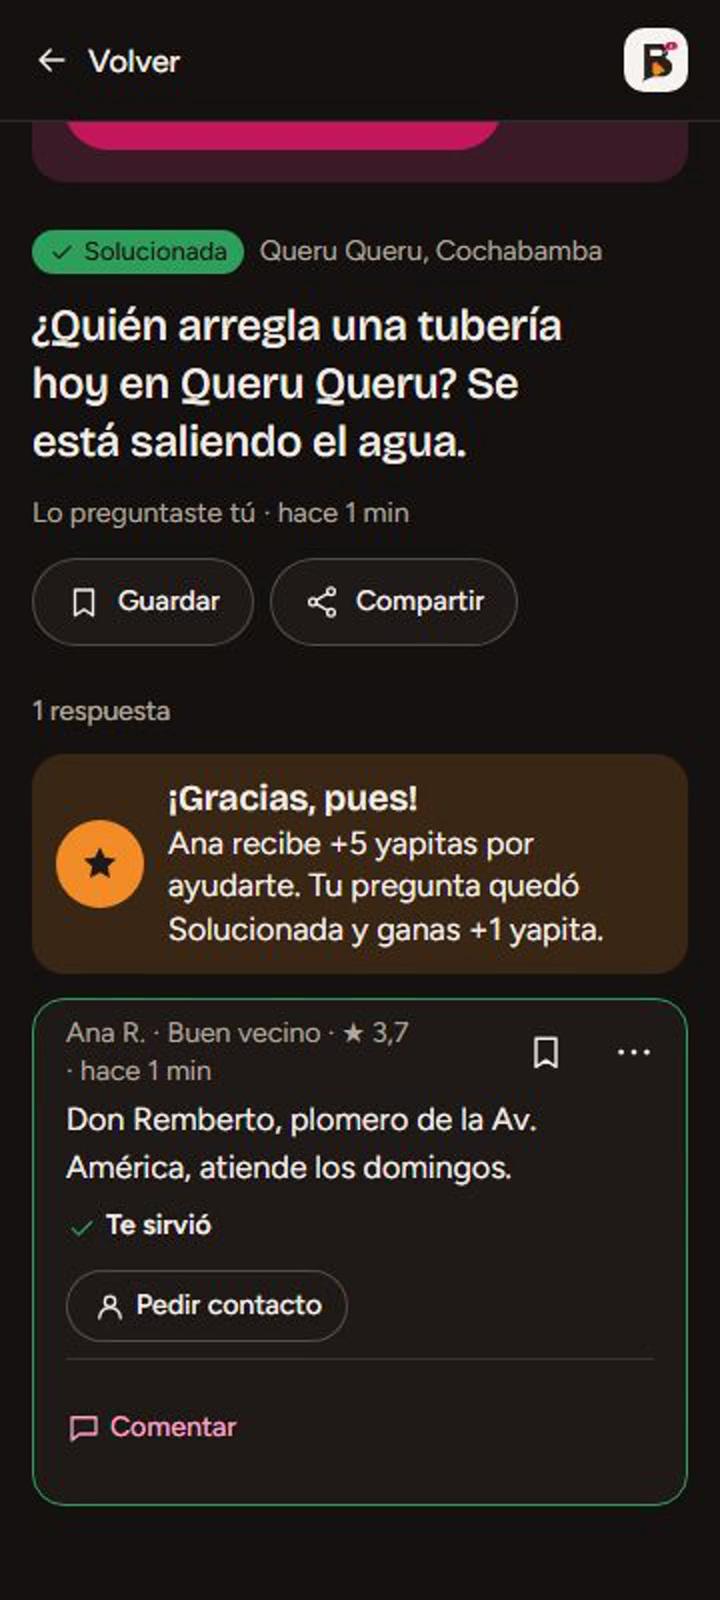 Volver
Solucionada
Queru Queru, Cochabamba
¿Quién arregla una tubería
hoy en Queru Queru? Se
está saliendo el agua.
Lo preguntaste tú · hace 1 min
Guardar
Compartir
1 respuesta
¡Gracias, pues!
Ana recibe +5 yapitas por
ayudarte. Tu pregunta quedó
Solucionada y ganas +1 yapita.
Ana R. · Buen vecino · ★ 3,7
· hace 1 min
Don Remberto, plomero de la Av.
América, atiende los domingos.
Te sirvió
Pedir contacto
Comentar